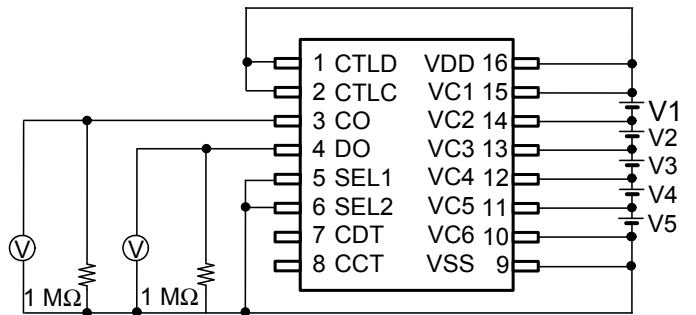 1 CTLD VDD 16
2 CTLC VC1 15
V1
3 CO VC2 14
V2
4 DO VC3 13
V3
5 SEL1 VC4 12
V4
6 SEL2 VC5 11
V5
V V
7 CDT VC6 10
8 CCT VSS 9
1 MΩ 1 MΩ